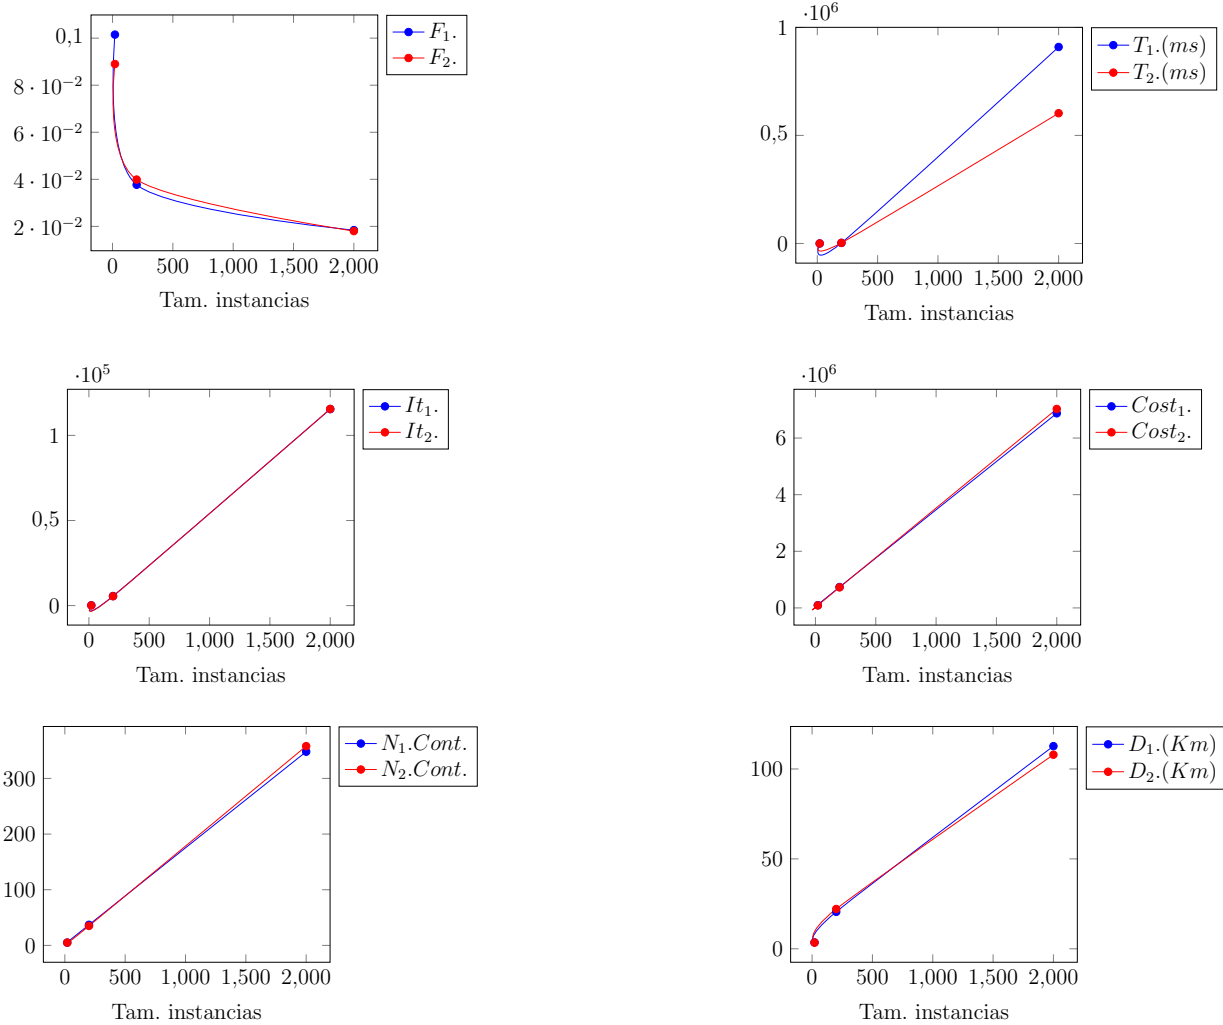 0,1
8 · 10⁻²
6 · 10⁻²
4 · 10⁻²
2 · 10⁻²
0 500 1,000 1,500 2,000
Tam. instancias
F₁.
F₂.
·10⁶
1
0,5
0
0 500 1,000 1,500 2,000
Tam. instancias
T₁.(ms)
T₂.(ms)
·10⁵
1
0,5
0
0 500 1,000 1,500 2,000
Tam. instancias
It₁.
It₂.
·10⁶
6
4
2
0
0 500 1,000 1,500 2,000
Tam. instancias
Cost₁.
Cost₂.
300
200
100
0
0 500 1,000 1,500 2,000
Tam. instancias
N₁.Cont.
N₂.Cont.
100
50
0
0 500 1,000 1,500 2,000
Tam. instancias
D₁.(Km)
D₂.(Km)